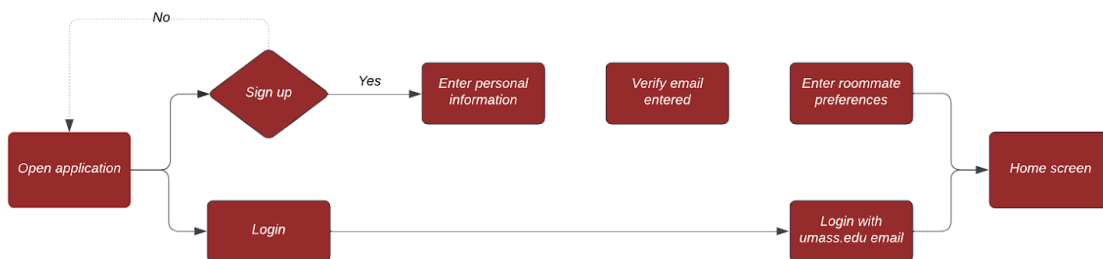 No
Sign up
Yes
Enter personal
information
Verify email
entered
Enter roommate
preferences
Open application
Home screen
Login
Login with
umass.edu email